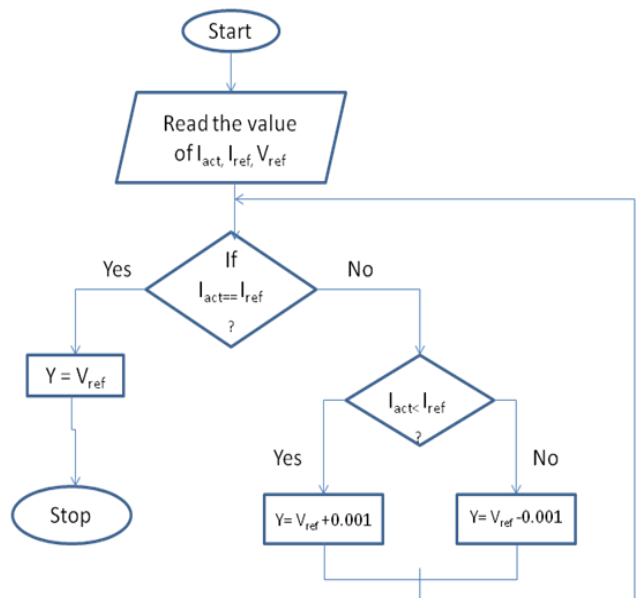 Start
Read the value
of Iact, Iref, Vref
If
Iact== Iref
?
Yes
No
Y = Vref
Iact< Iref
?
Stop
Yes
No
Y= Vref +0.001
Y= Vref -0.001